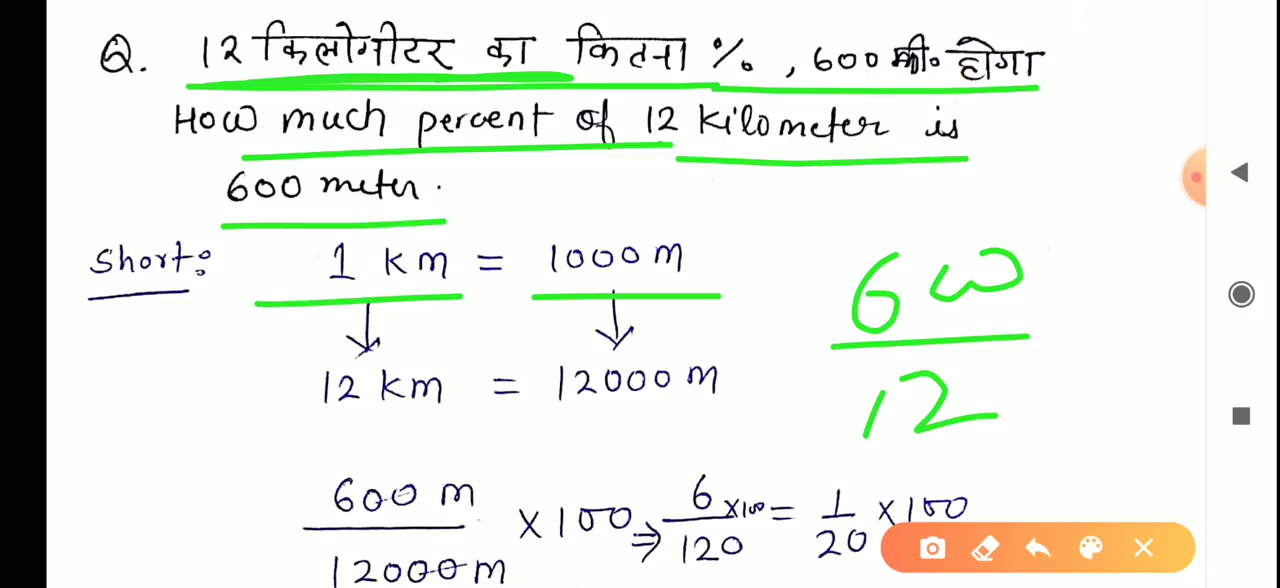 Q. 12 किलोमीटर का कितना %, 600 मी॰ होगा
How much percent of 12 kilometer is
600 meter.
Short: 1 km = 1000 m
12 km = 12000 m
600
12
600 m / 12000 m × 100 ⇒ 6 / 120 ×100 = 1 / 20 × 100